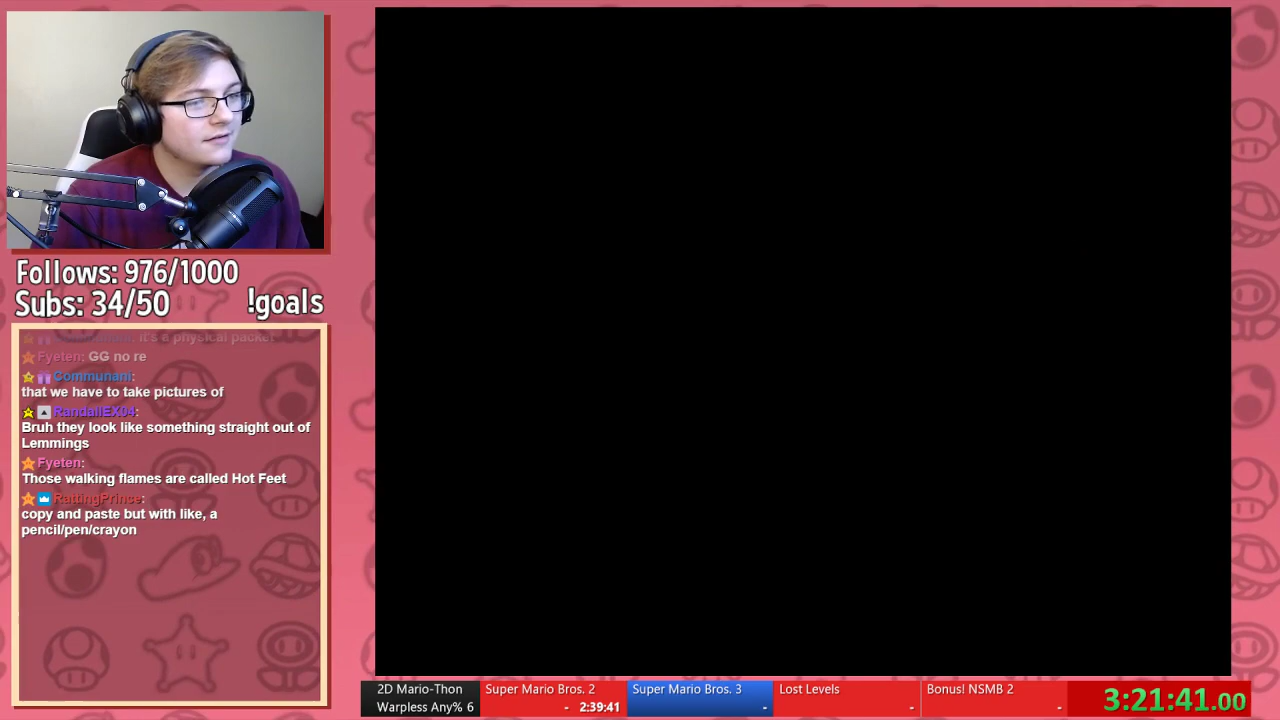 Follows: 976/1000
Subs: 34/50 !goals
it's a physical packet
Fyeten: GG no re
Communani:
that we have to take pictures of
RandallEX04:
Bruh they look like something straight out of
Lemmings
Fyeten:
Those walking flames are called Hot Feet
RattingPrince:
copy and paste but with like, a
pencil/pen/crayon
2D Mario-Thon
Warpless Any% 6
Super Mario Bros. 2
- 2:39:41
Super Mario Bros. 3
-
Lost Levels
-
Bonus! NSMB 2
-
3:21:41.00